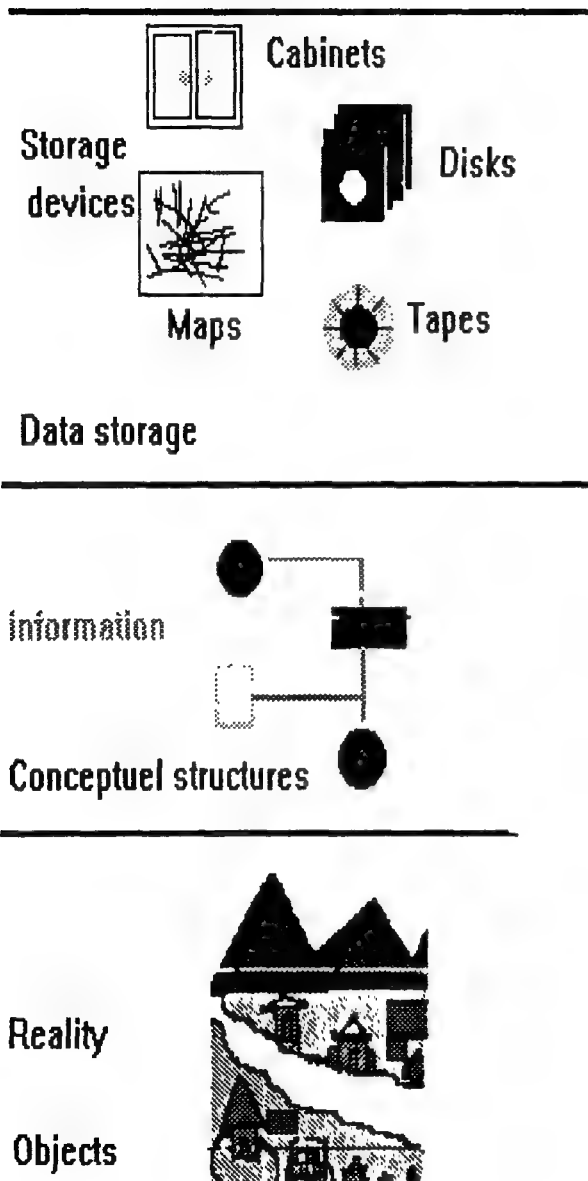 Cabinets
Storage
devices
Disks
Maps
Tapes
Data storage
information
Conceptuel structures
Reality
Objects